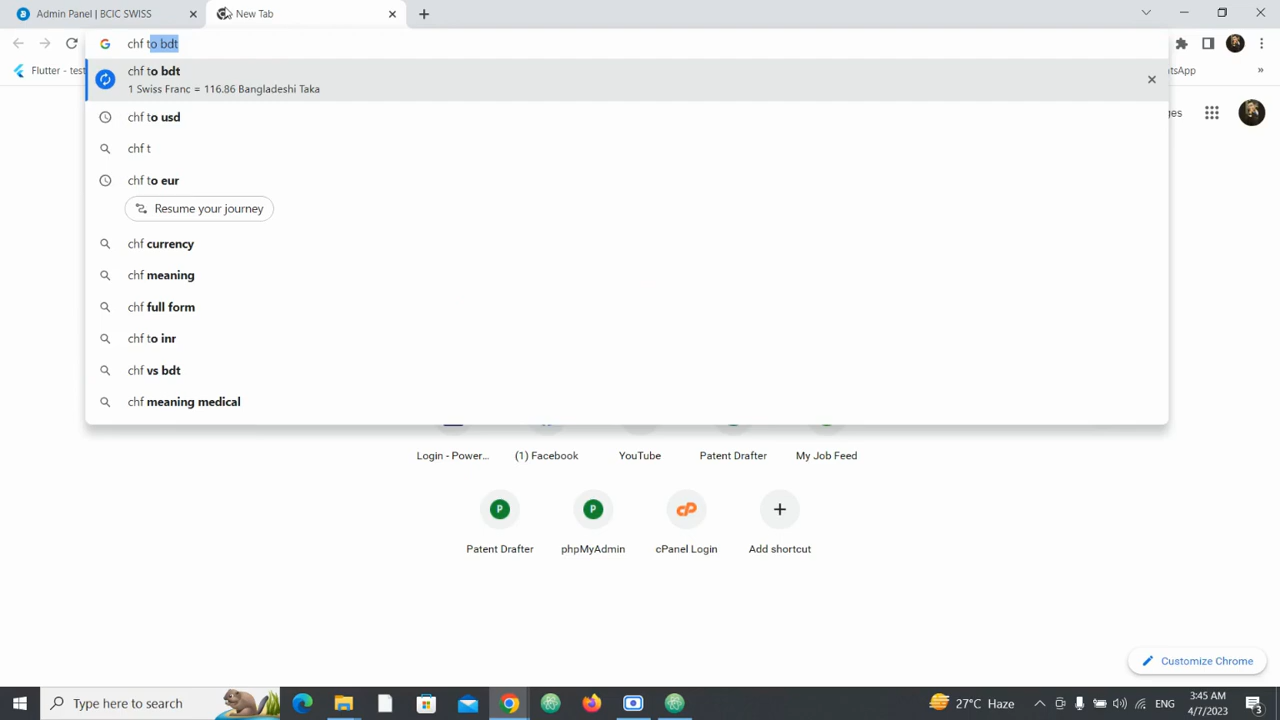 Admin Panel | BCIC SWISS
New Tab
chf to bdt
Flutter - test
tsApp
»
chf to bdt
1 Swiss Franc = 116.86 Bangladeshi Taka
ges
chf to usd
chf t
chf to eur
Resume your journey
chf currency
chf meaning
chf full form
chf to inr
chf vs bdt
chf meaning medical
Login - Power...
(1) Facebook
YouTube
Patent Drafter
My Job Feed
P
P
cP
Patent Drafter
phpMyAdmin
cPanel Login
Add shortcut
Customize Chrome
Type here to search
27°C Haze
ENG
3:45 AM
4/7/2023
3